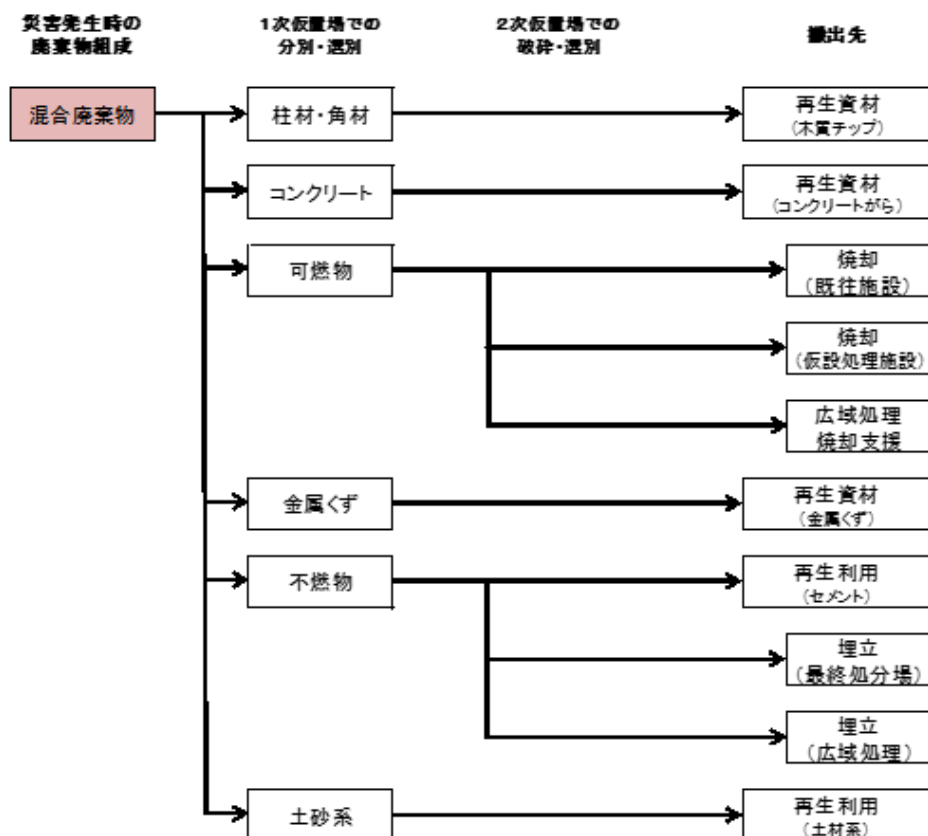 災害発生時の
廃棄物組成
1次仮置場での
分別・選別
2次仮置場での
破砕・選別
搬出先
混合廃棄物
柱材・角材
再生資材
(木質チップ)
コンクリート
再生資材
(コンクリートがら)
可燃物
焼却
(既往施設)
焼却
(仮設処理施設)
広域処理
焼却支援
金属くず
再生資材
(金属くず)
不燃物
再生利用
(セメント)
埋立
(最終処分場)
埋立
(広域処理)
土砂系
再生利用
(土材系)